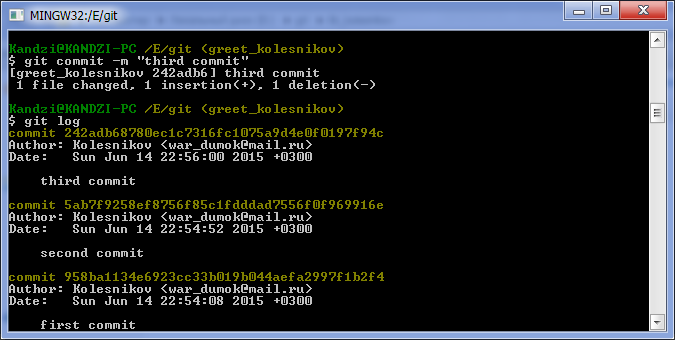 MINGW32:/E/git
Kandzi@KANDZI-PC /E/git (greet_kolesnikov)
$ git commit -m "third commit"
[greet_kolesnikov 242adb6] third commit
 1 file changed, 1 insertion(+), 1 deletion(-)
Kandzi@KANDZI-PC /E/git (greet_kolesnikov)
$ git log
commit 242adb68780ec1c7316fc1075a9d4e0f0197f94c
Author: Kolesnikov <war_dumok@mail.ru>
Date:   Sun Jun 14 22:56:00 2015 +0300
    third commit
commit 5ab7f9258ef8756f85c1fdddad7556f0f969916e
Author: Kolesnikov <war_dumok@mail.ru>
Date:   Sun Jun 14 22:54:52 2015 +0300
    second commit
commit 958ba1134e6923cc33b019b044aefa2997f1b2f4
Author: Kolesnikov <war_dumok@mail.ru>
Date:   Sun Jun 14 22:54:08 2015 +0300
    first commit